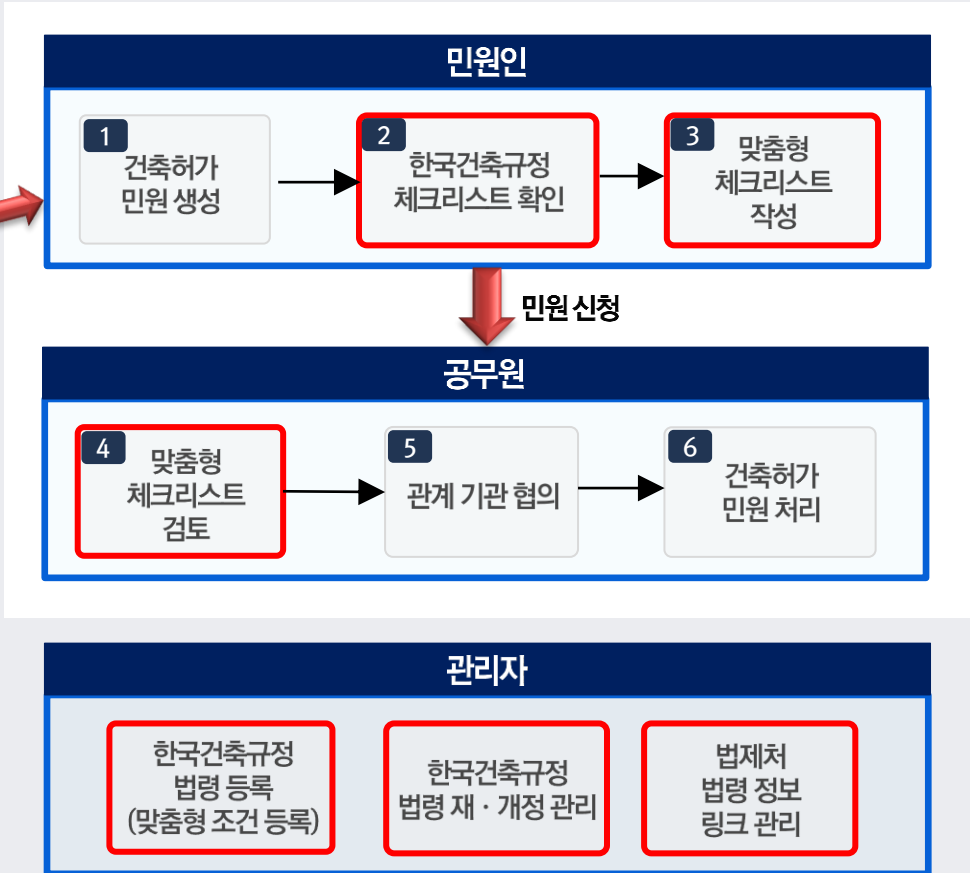 민원인
1
건축허가
민원 생성
2
한국건축규정
체크리스트 확인
3
맞춤형
체크리스트
작성
민원 신청
공무원
4
맞춤형
체크리스트
검토
5
관계 기관 협의
6
건축허가
민원 처리
관리자
한국건축규정
법령 등록
(맞춤형 조건 등록)
한국건축규정
법령 재 · 개정 관리
법제처
법령 정보
링크 관리